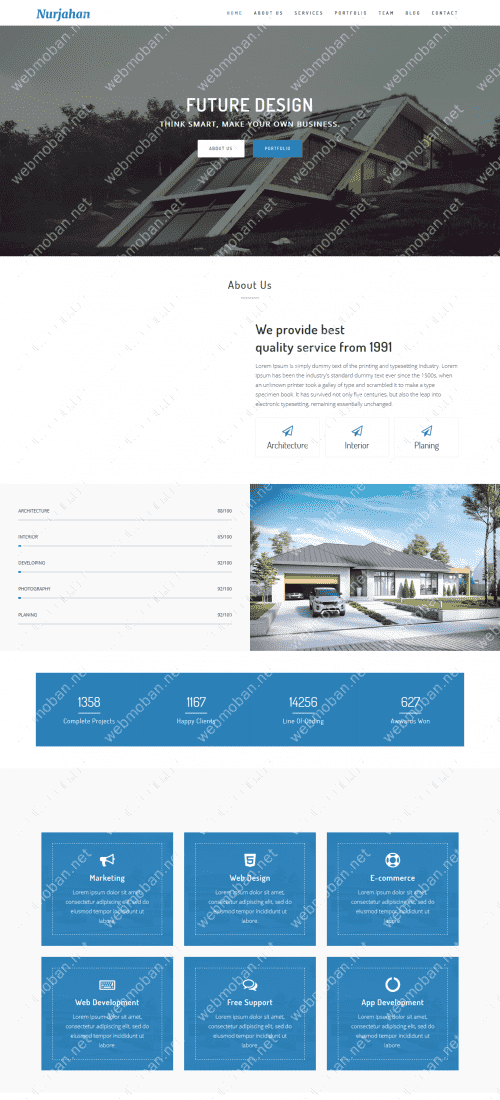 Nurjahan
HOME ABOUT US SERVICES PORTFOLIO TEAM BLOG CONTACT
FUTURE DESIGN
THINK SMART, MAKE YOUR OWN BUSINESS.
ABOUT US PORTFOLIO
About Us
We provide best
quality service from 1991
Lorem Ipsum is simply dummy text of the printing and typesetting industry. Lorem
Ipsum has been the industry's standard dummy text ever since the 1500s, when
an unknown printer took a galley of type and scrambled it to make a type
specimen book. It has survived not only five centuries, but also the leap into
electronic typesetting, remaining essentially unchanged.
Architecture Interior Planing
ARCHITECTURE 88/100
INTERIOR 63/100
DEVELOPING 92/100
PHOTOGRAPHY 92/100
PLANING 92/100
1358 1167 14256 627
Complete Projects Happy Clients Line Of Coding Awwards Won
Marketing
Lorem ipsum dolor sit amet,
consectetur adipiscing elit, sed do
eiusmod tempor incididunt ut
labore.
Web Design
Lorem ipsum dolor sit amet,
consectetur adipiscing elit, sed do
eiusmod tempor incididunt ut
labore.
E-commerce
Lorem ipsum dolor sit amet,
consectetur adipiscing elit, sed do
eiusmod tempor incididunt ut
labore.
Web Development
Lorem ipsum dolor sit amet,
consectetur adipiscing elit, sed do
eiusmod tempor incididunt ut
labore.
Free Support
Lorem ipsum dolor sit amet,
consectetur adipiscing elit, sed do
eiusmod tempor incididunt ut
labore.
App Development
Lorem ipsum dolor sit amet,
consectetur adipiscing elit, sed do
eiusmod tempor incididunt ut
labore.
webmoban.net